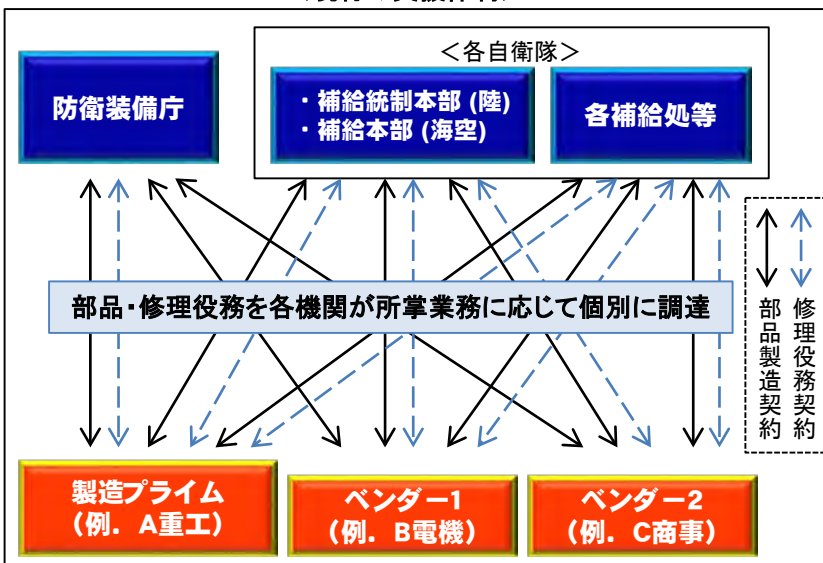 ＜各自衛隊＞
防衛装備庁
・補給統制本部 (陸)
・補給本部 (海空)
各補給処等
部品・修理役務を各機関が所掌業務に応じて個別に調達
部品製造契約
修理役務契約
製造プライム
(例．A重工)
ベンダー1
(例．B電機)
ベンダー2
(例．C商事)